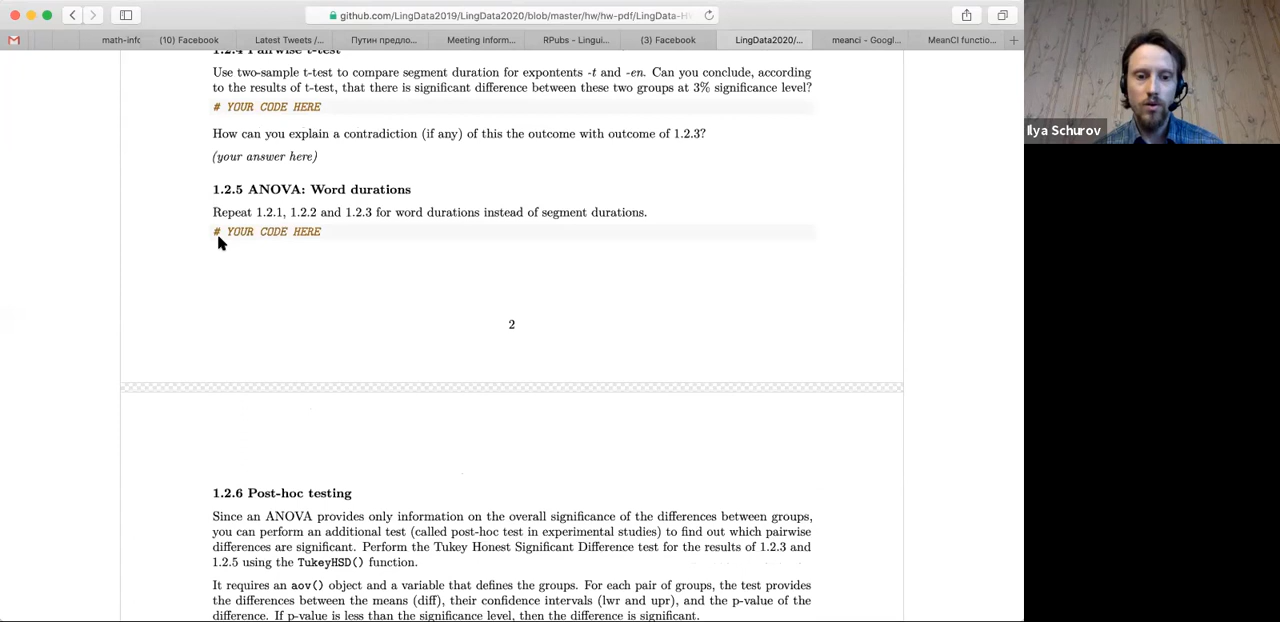 github.com/LingData2019/LingData2020/blob/master/hw/hw-pdf/LingData-H
math-info
(10) Facebook
Latest Tweets /...
Путин предло...
Meeting Inform...
RPubs - Lingui...
(3) Facebook
LingData2020/...
meanci - Googl...
MeanCI functio...
1.2.4 Pairwise t-test
Use two-sample t-test to compare segment duration for expontents -t and -en. Can you conclude, according
to the results of t-test, that there is significant difference between these two groups at 3% significance level?
# YOUR CODE HERE
How can you explain a contradiction (if any) of this the outcome with outcome of 1.2.3?
(your answer here)
1.2.5 ANOVA: Word durations
Repeat 1.2.1, 1.2.2 and 1.2.3 for word durations instead of segment durations.
# YOUR CODE HERE
2
1.2.6 Post-hoc testing
Since an ANOVA provides only information on the overall significance of the differences between groups,
you can perform an additional test (called post-hoc test in experimental studies) to find out which pairwise
differences are significant. Perform the Tukey Honest Significant Difference test for the results of 1.2.3 and
1.2.5 using the TukeyHSD() function.
It requires an aov() object and a variable that defines the groups. For each pair of groups, the test provides
the differences between the means (diff), their confidence intervals (lwr and upr), and the p-value of the
difference. If p-value is less than the significance level, then the difference is significant.
Ilya Schurov